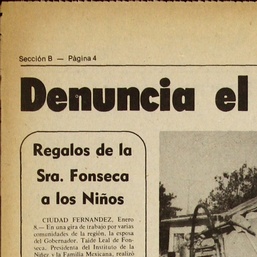 Sección B — Página 4
Denuncia el
Regalos de la
Sra. Fonseca
a los Niños
CIUDAD FERNANDEZ, Enero
8.— En una gira de trabajo por varias
comunidades de la región, la esposa
del Gobernador, Taide Leal de Fon-
seca, Presidenta del Instituto de la
Niñez y la Familia Mexicana, realizó